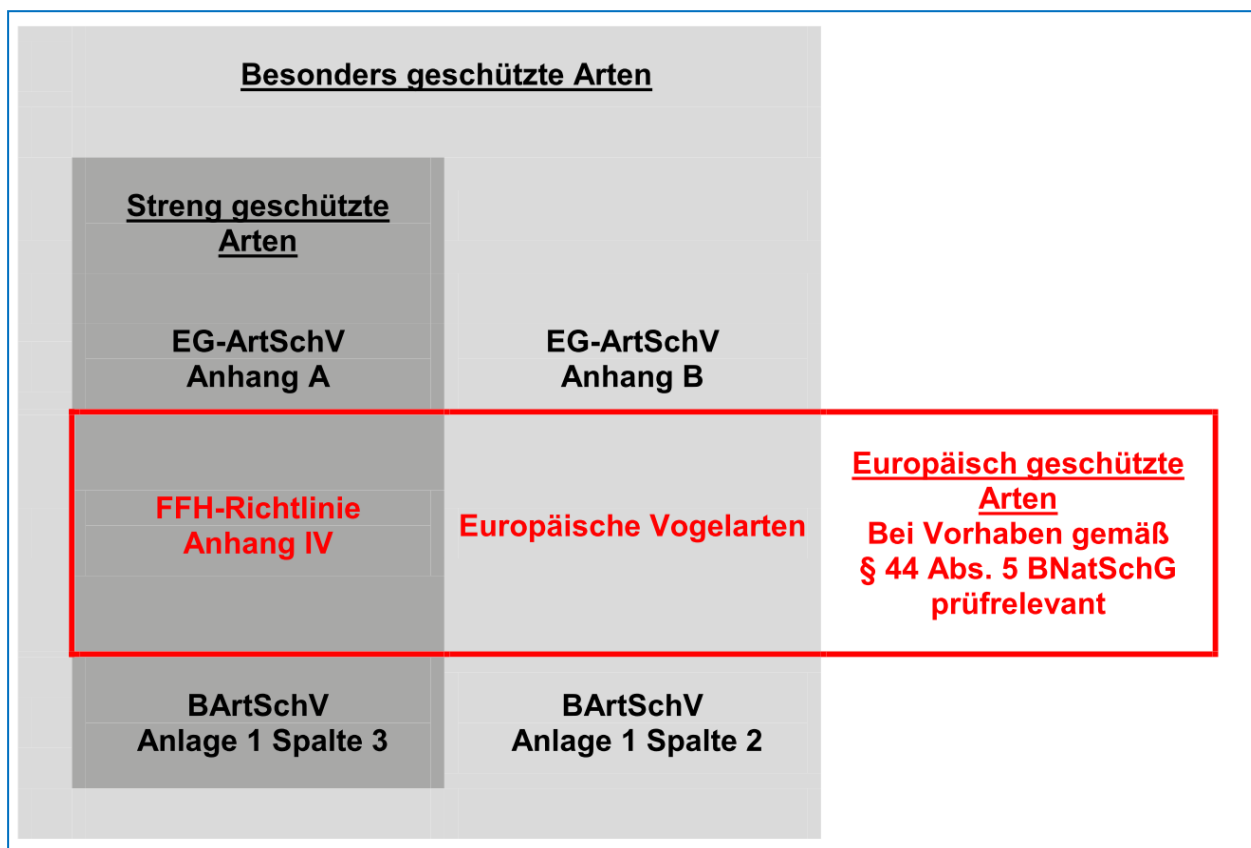 Besonders geschützte Arten
Streng geschützte
Arten
EG-ArtSchV
Anhang A
EG-ArtSchV
Anhang B
FFH-Richtlinie
Anhang IV
Europäische Vogelarten
Europäisch geschützte
Arten
Bei Vorhaben gemäß
§ 44 Abs. 5 BNatSchG
prüfrelevant
BArtSchV
Anlage 1 Spalte 3
BArtSchV
Anlage 1 Spalte 2